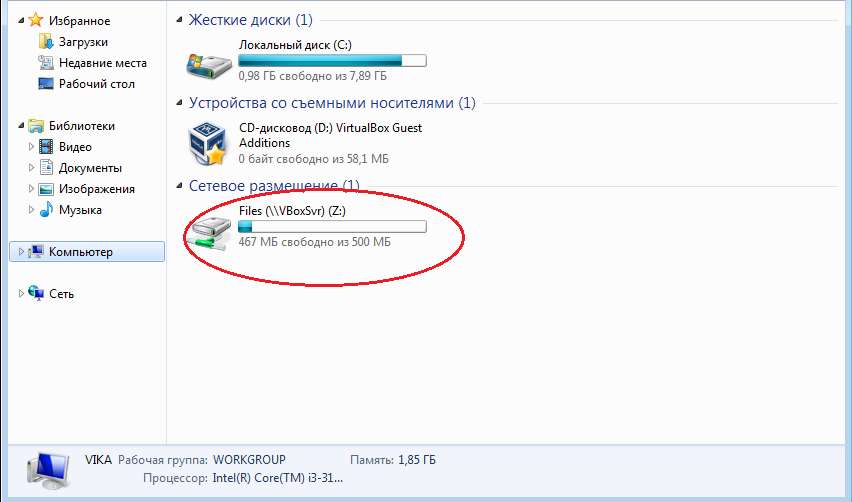 Избранное
Загрузки
Недавние места
Рабочий стол
Библиотеки
Видео
Документы
Изображения
Музыка
Компьютер
Сеть
Жесткие диски (1)
Локальный диск (C:)
0,98 ГБ свободно из 7,89 ГБ
Устройства со съемными носителями (1)
CD-дисковод (D:) VirtualBox Guest
Additions
0 байт свободно из 58,1 МБ
Сетевое размещение (1)
Files (\\VBoxSvr) (Z:)
467 МБ свободно из 500 МБ
VIKA Рабочая группа: WORKGROUP Память: 1,85 ГБ
Процессор: Intel(R) Core(TM) i3-31...